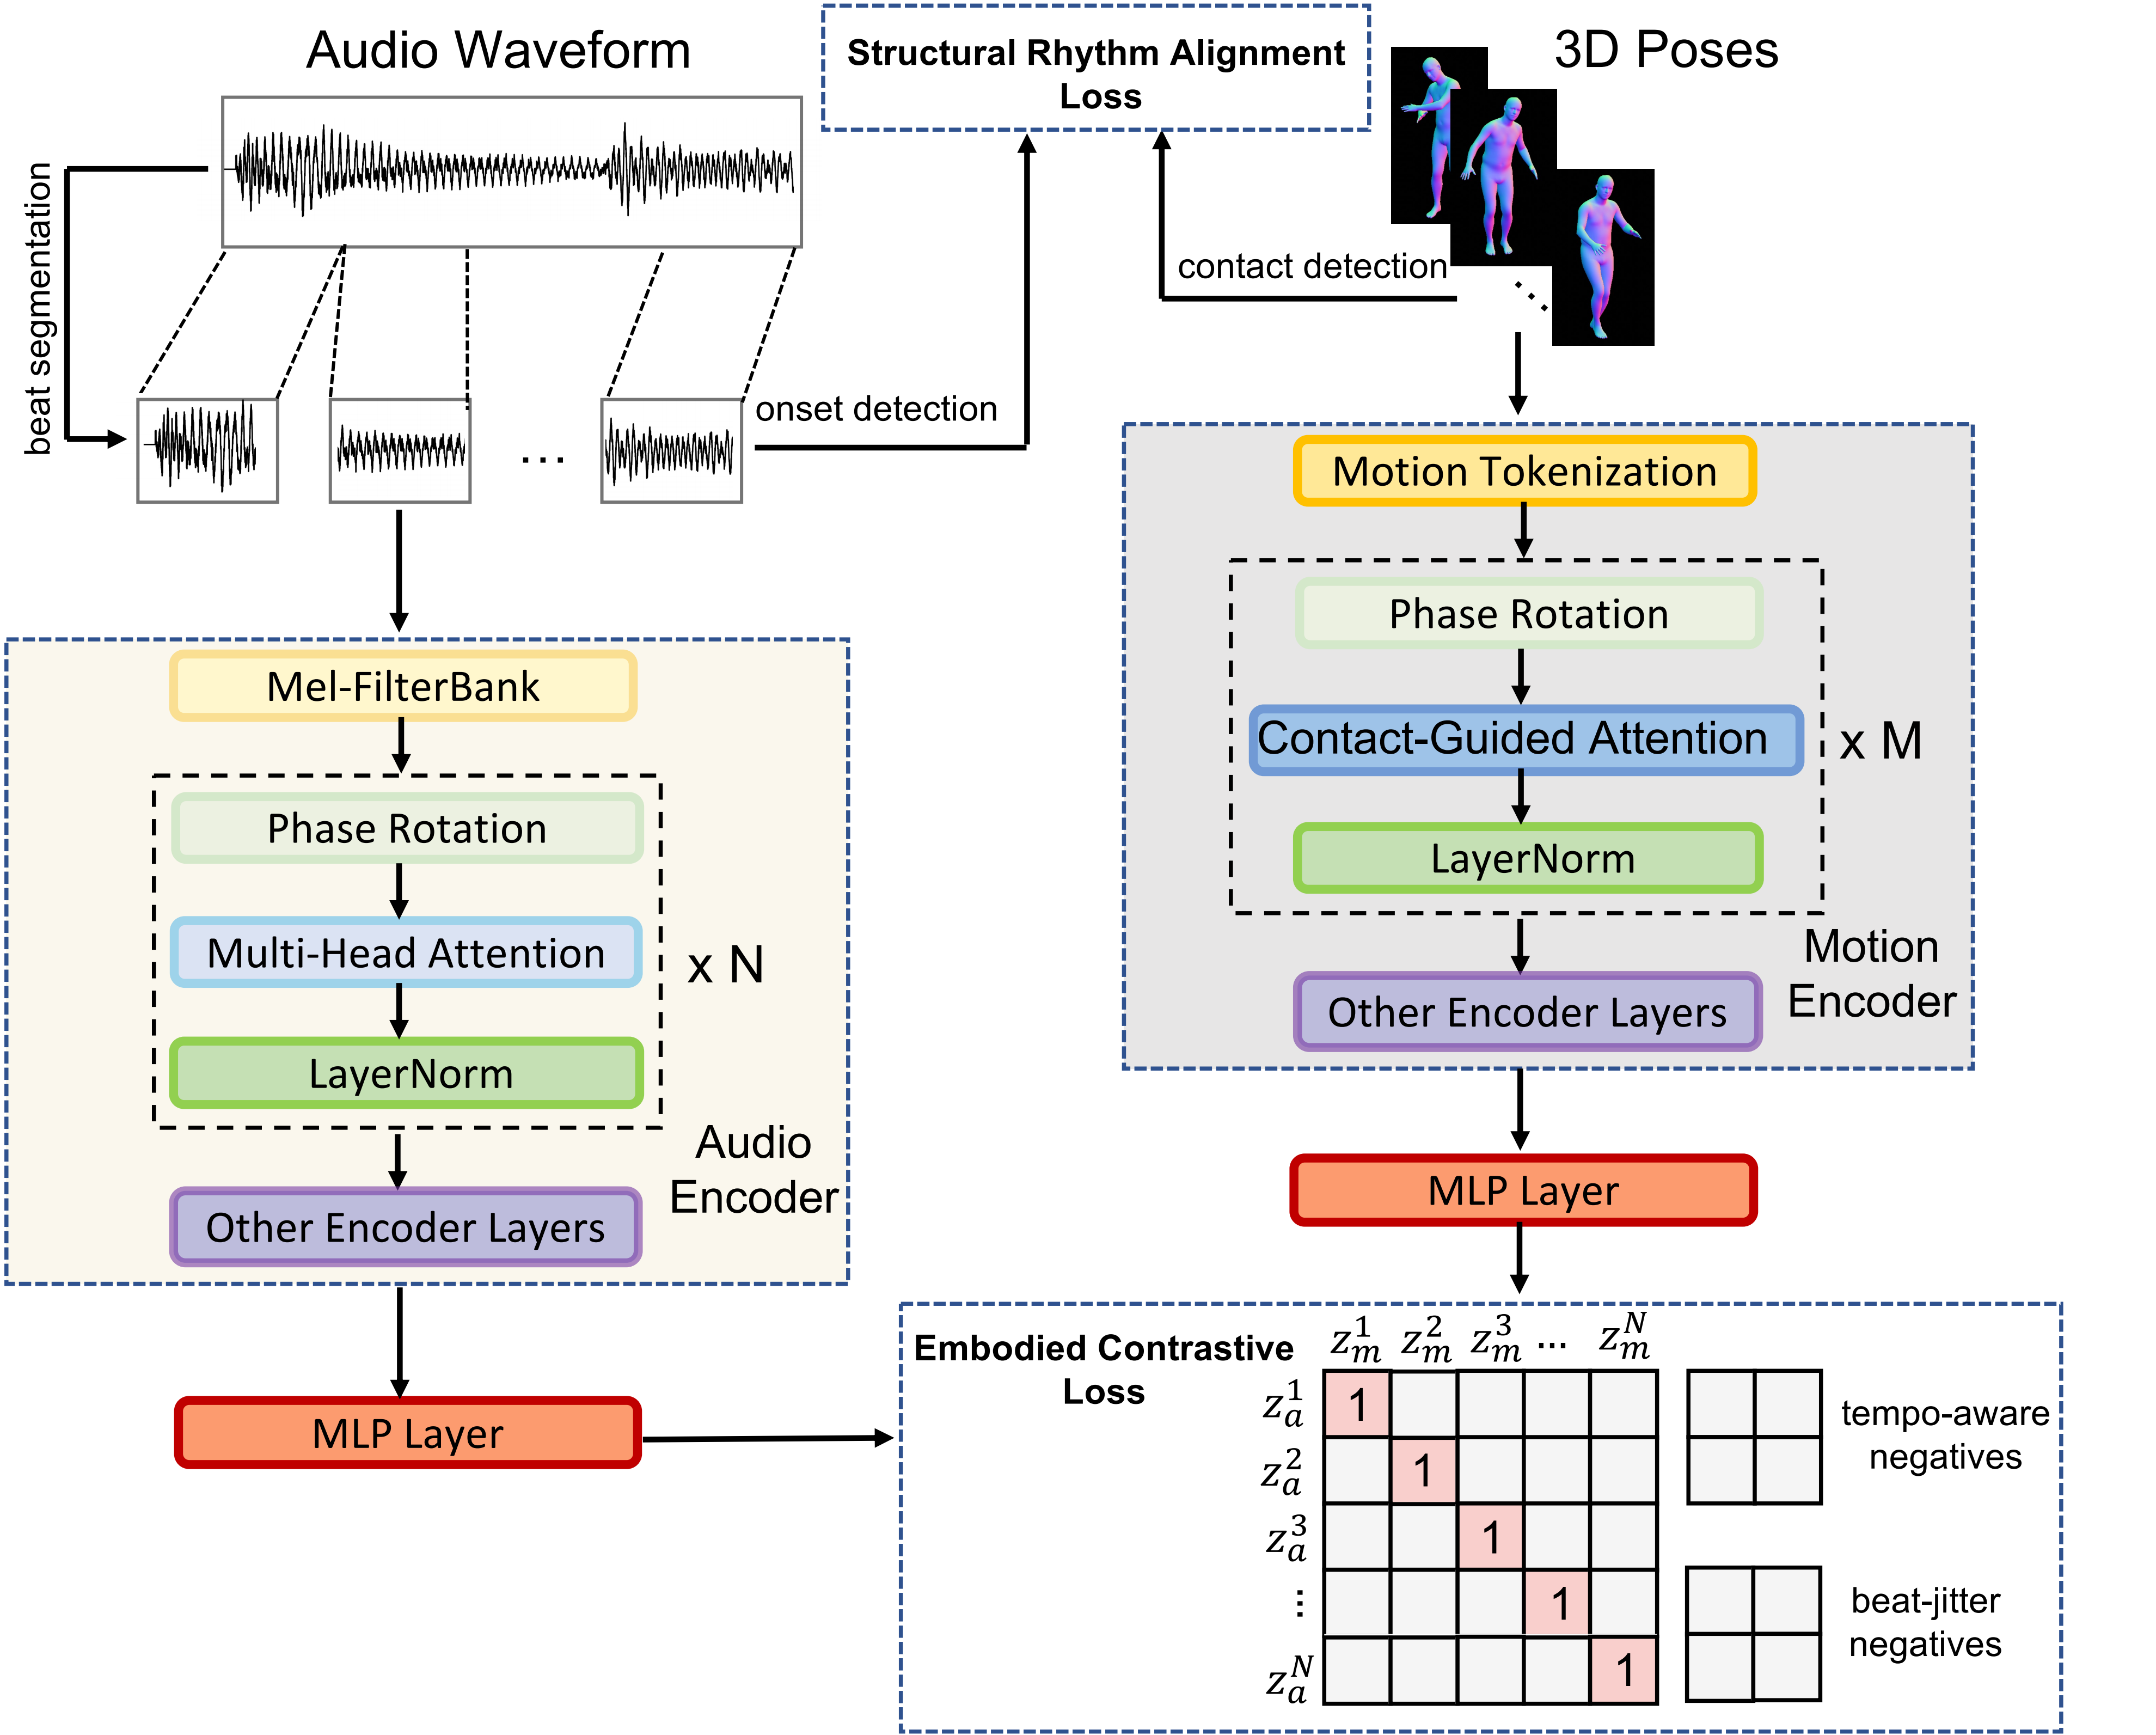 Audio Waveform
beat segmentation
onset detection
Structural Rhythm Alignment
Loss
3D Poses
contact detection
Mel-FilterBank
Phase Rotation
Multi-Head Attention
LayerNorm
x N
Audio
Encoder
Other Encoder Layers
MLP Layer
Motion Tokenization
Phase Rotation
Contact-Guided Attention
LayerNorm
x M
Motion
Encoder
Other Encoder Layers
MLP Layer
Embodied Contrastive
Loss
z_m^1 z_m^2 z_m^3 ... z_m^N
z_a^1 1
z_a^2 1
z_a^3 1
⋮ 1
z_a^N 1
tempo-aware
negatives
beat-jitter
negatives